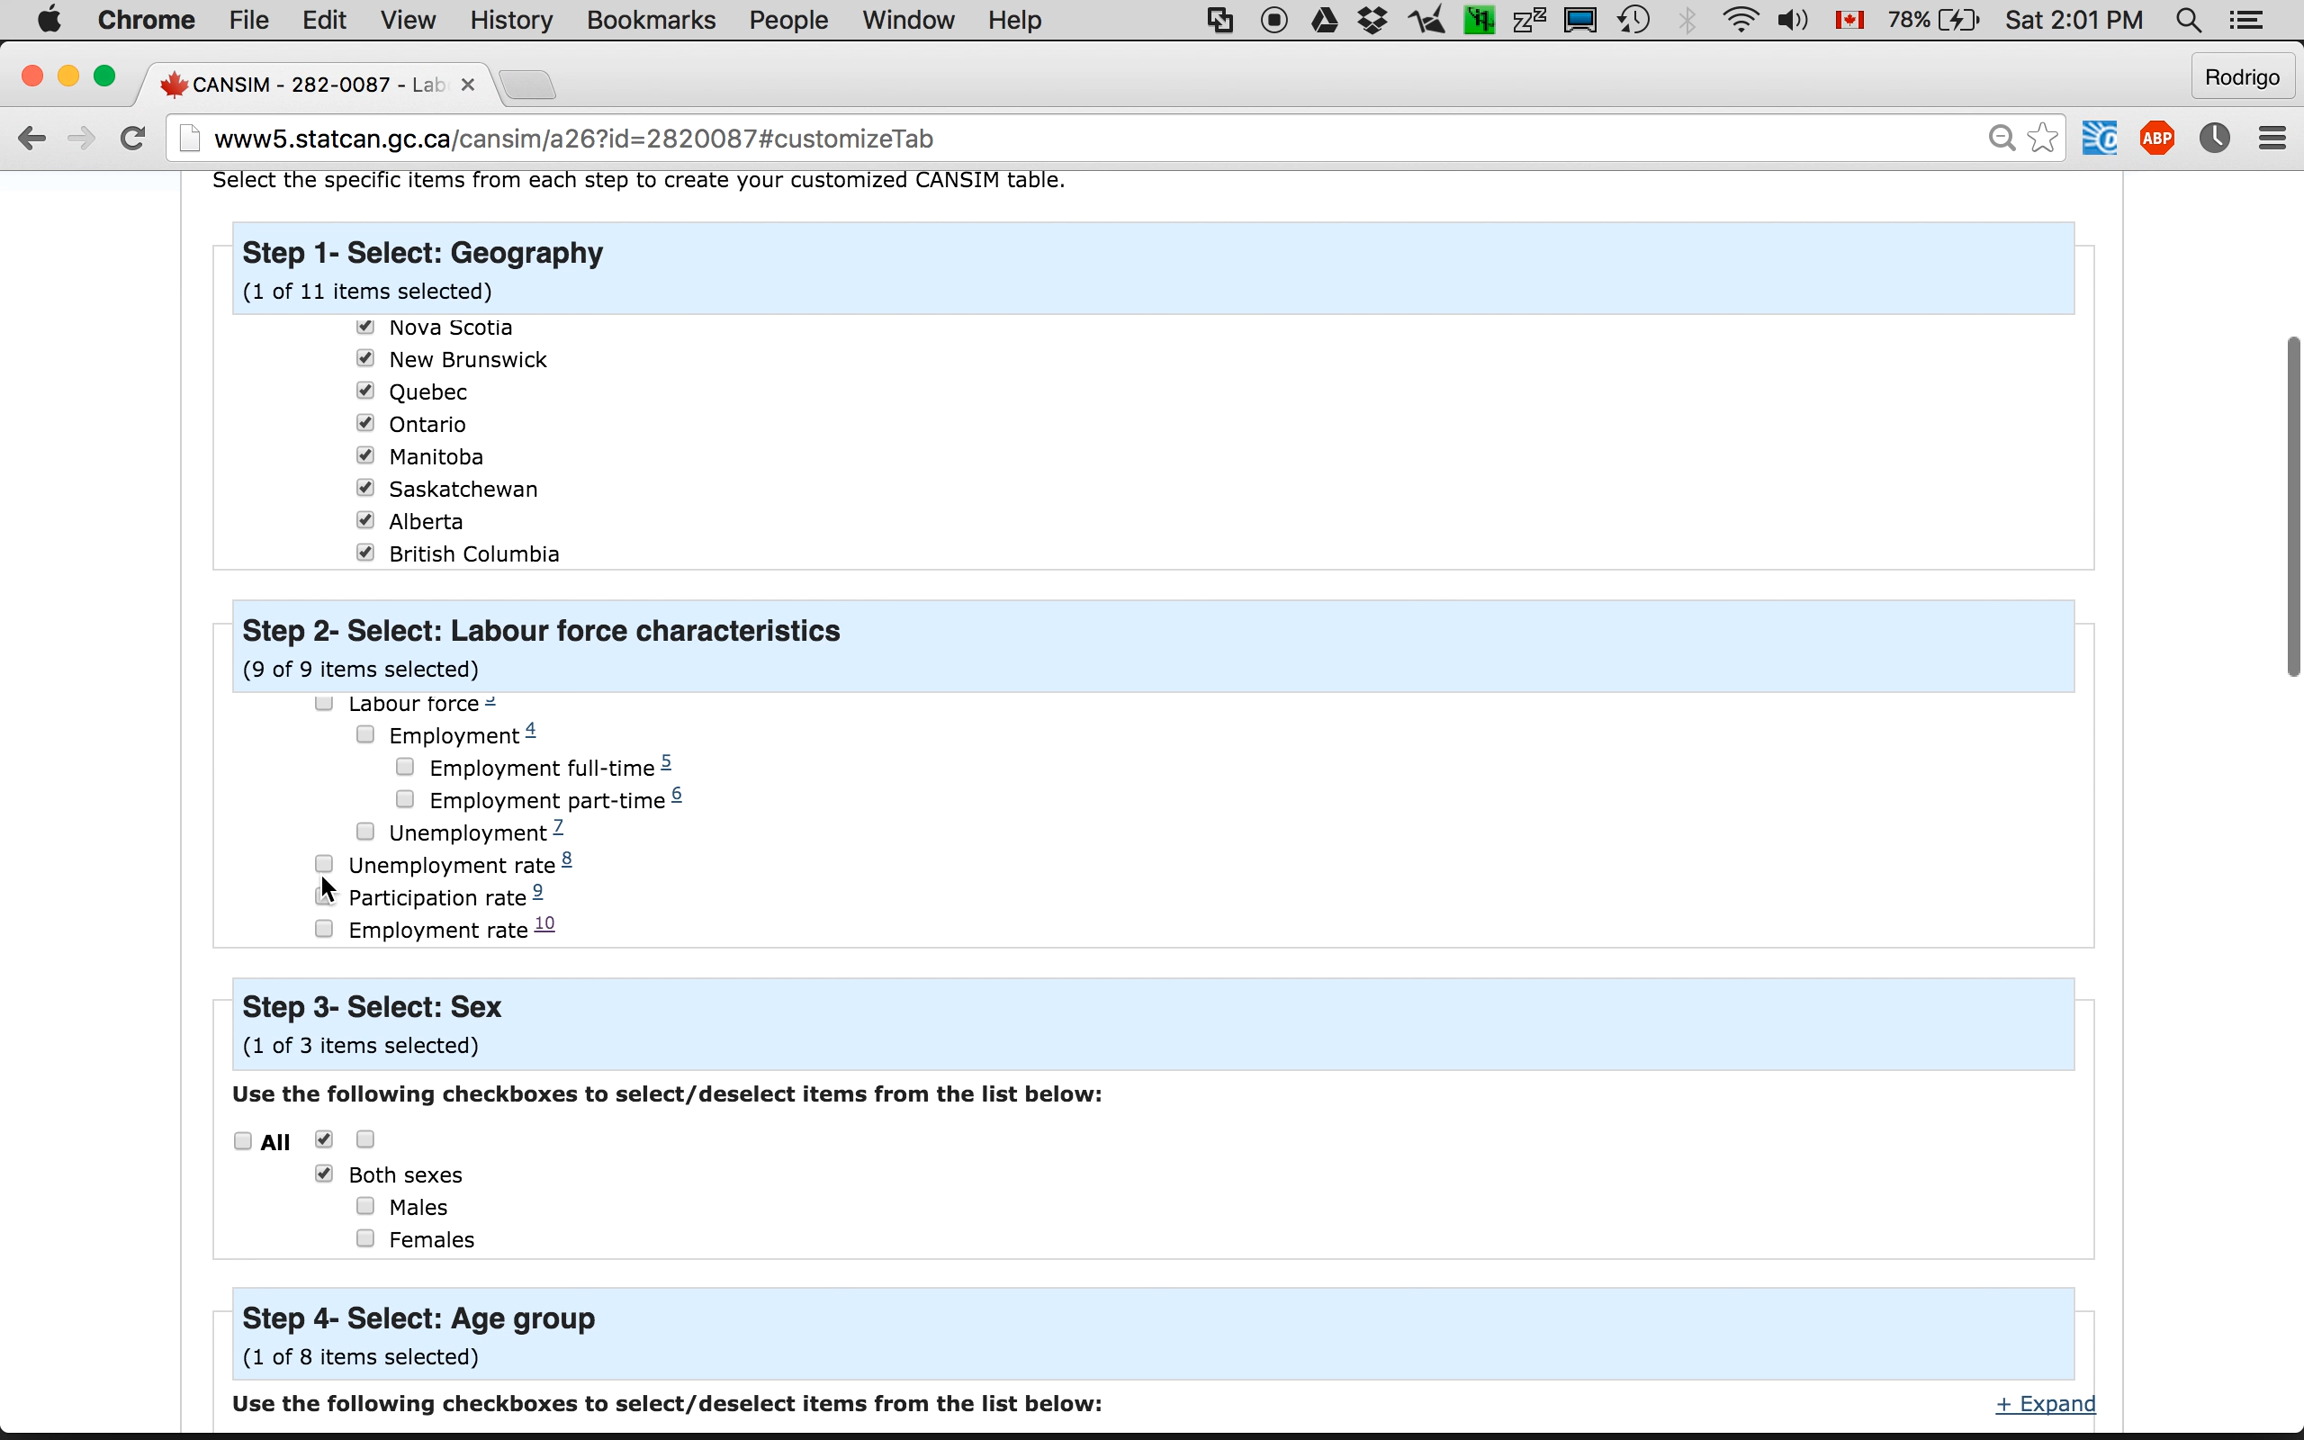 Chrome File Edit View History Bookmarks People Window Help 78% Sat 2:01 PM
CANSIM - 282-0087 - Lab Rodrigo
www5.statcan.gc.ca/cansim/a26?id=2820087#customizeTab ABP
Select the specific items from each step to create your customized CANSIM table.
Step 1- Select: Geography
(1 of 11 items selected)
Nova Scotia
New Brunswick
Quebec
Ontario
Manitoba
Saskatchewan
Alberta
British Columbia
Step 2- Select: Labour force characteristics
(9 of 9 items selected)
Labour force 3
Employment 4
Employment full-time 5
Employment part-time 6
Unemployment 7
Unemployment rate 8
Participation rate 9
Employment rate 10
Step 3- Select: Sex
(1 of 3 items selected)
Use the following checkboxes to select/deselect items from the list below:
All
Both sexes
Males
Females
Step 4- Select: Age group
(1 of 8 items selected)
Use the following checkboxes to select/deselect items from the list below: + Expand